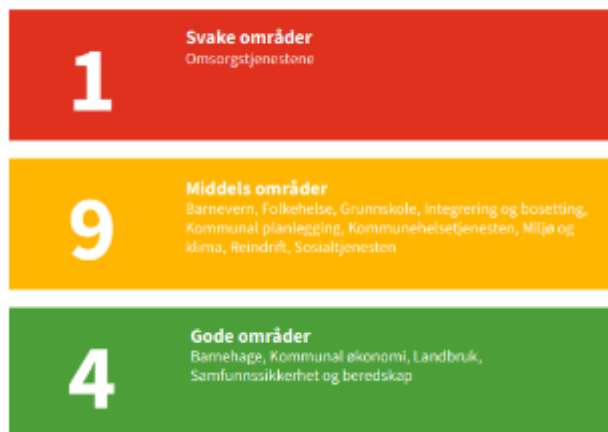 1
Svake områder
Omsorgstjenestene
9
Middels områder
Barnevern, Folkehelse, Grunnskole, Integrering og bosetting,
Kommunal planlegging, Kommunehelsetjenesten, Miljø og
klima, Reindrift, Sosialtjenesten
4
Gode områder
Barnehage, Kommunal økonomi, Landbruk,
Samfunnssikkerhet og beredskap